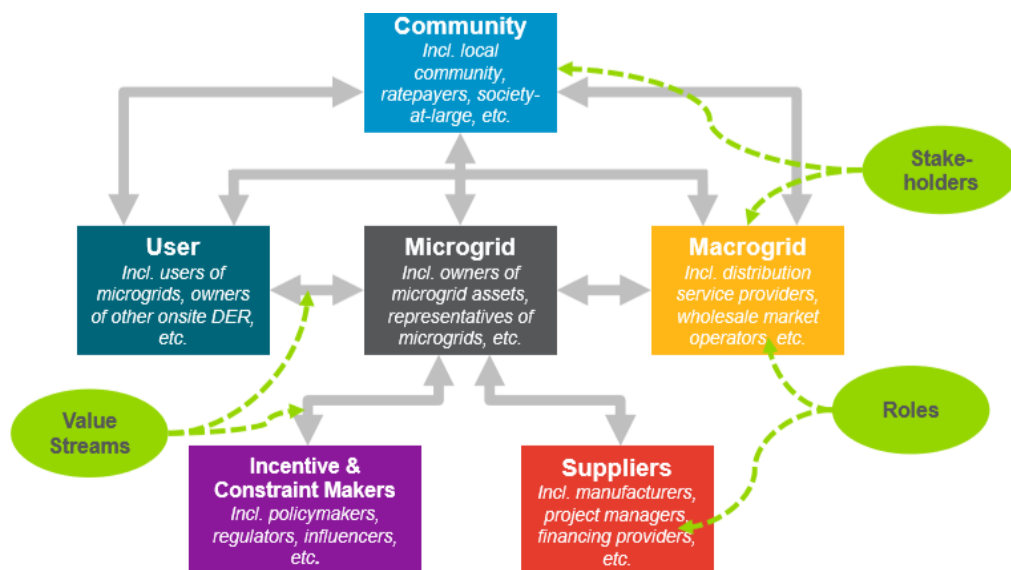 Community
Incl. local
community,
ratepayers, society-
at-large, etc.
Stake-
holders
User
Incl. users of
microgrids, owners
of other onsite DER,
etc.
Microgrid
Incl. owners of
microgrid assets,
representatives of
microgrids, etc.
Macrogrid
Incl. distribution
service providers,
wholesale market
operators, etc.
Value
Streams
Roles
Incentive &
Constraint Makers
Incl. policymakers,
regulators, influencers,
etc.
Suppliers
Incl. manufacturers,
project managers,
financing providers,
etc.